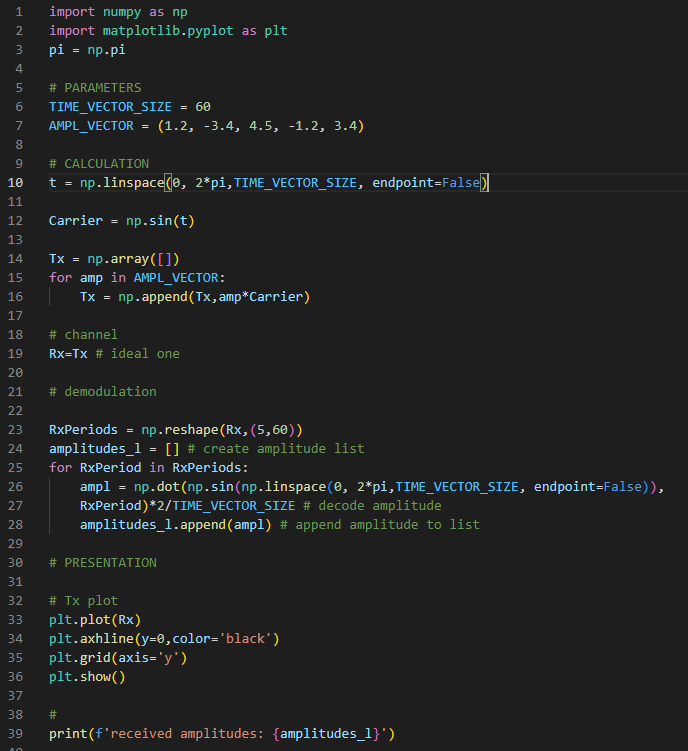 1 import numpy as np
2 import matplotlib.pyplot as plt
3 pi = np.pi
4
5 # PARAMETERS
6 TIME_VECTOR_SIZE = 60
7 AMPL_VECTOR = (1.2, -3.4, 4.5, -1.2, 3.4)
8
9 # CALCULATION
10 t = np.linspace(0, 2*pi,TIME_VECTOR_SIZE, endpoint=False)
11
12 Carrier = np.sin(t)
13
14 Tx = np.array([])
15 for amp in AMPL_VECTOR:
16     Tx = np.append(Tx,amp*Carrier)
17
18 # channel
19 Rx=Tx # ideal one
20
21 # demodulation
22
23 RxPeriods = np.reshape(Rx,(5,60))
24 amplitudes_l = [] # create amplitude list
25 for RxPeriod in RxPeriods:
26     ampl = np.dot(np.sin(np.linspace(0, 2*pi,TIME_VECTOR_SIZE, endpoint=False)),
27     RxPeriod)*2/TIME_VECTOR_SIZE # decode amplitude
28     amplitudes_l.append(ampl) # append amplitude to list
29
30 # PRESENTATION
31
32 # Tx plot
33 plt.plot(Rx)
34 plt.axhline(y=0,color='black')
35 plt.grid(axis='y')
36 plt.show()
37
38 #
39 print(f'received amplitudes: {amplitudes_l}')